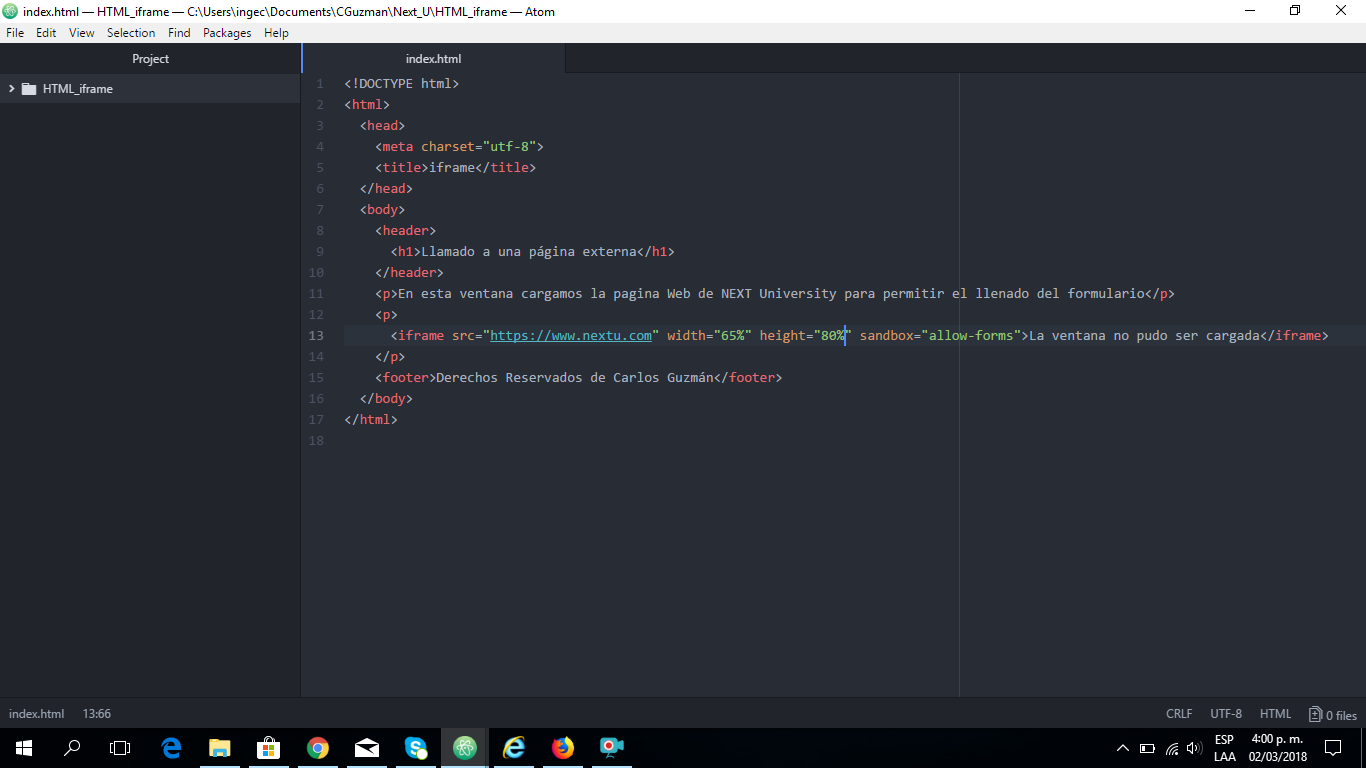 index.html — HTML_iframe — C:\Users\ingec\Documents\CGuzman\Next_U\HTML_iframe — Atom
File Edit View Selection Find Packages Help
Project
HTML_iframe
index.html
1 <!DOCTYPE html>
2 <html>
3 <head>
4 <meta charset="utf-8">
5 <title>iframe</title>
6 </head>
7 <body>
8 <header>
9 <h1>Llamado a una página externa</h1>
10 </header>
11 <p>En esta ventana cargamos la pagina Web de NEXT University para permitir el llenado del formulario</p>
12 <p>
13 <iframe src="https://www.nextu.com" width="65%" height="80%" sandbox="allow-forms">La ventana no pudo ser cargada</iframe>
14 </p>
15 <footer>Derechos Reservados de Carlos Guzmán</footer>
16 </body>
17 </html>
18
index.html 13:66
CRLF UTF-8 HTML 0 files
ESP
LAA
4:00 p. m.
02/03/2018